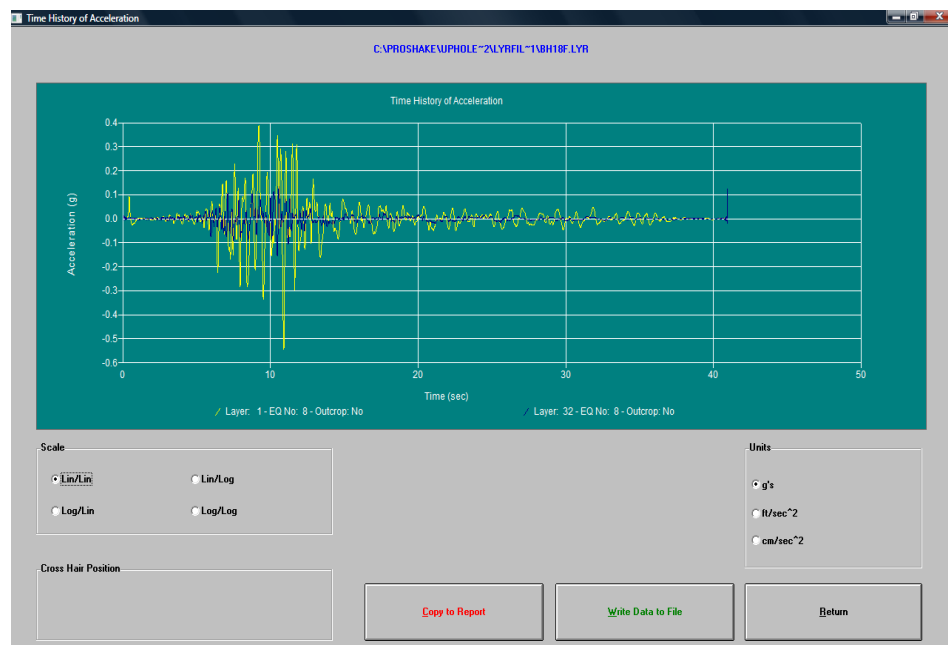 Time History of Acceleration
C:\PROSHAKE\UPHOLE~2\LYRFIL~1\BH18F.LYR
Time History of Acceleration
0.4
0.3
0.2
0.1
0.0
-0.1
-0.2
-0.3
-0.4
-0.5
-0.6
Acceleration (g)
0 10 20 30 40 50
Time (sec)
Layer: 1 - EQ No: 8 - Outcrop: No Layer: 32 - EQ No: 8 - Outcrop: No
Scale
Lin/Lin Lin/Log
Log/Lin Log/Log
Units
g's
ft/sec^2
cm/sec^2
Cross Hair Position
Copy to Report Write Data to File Return